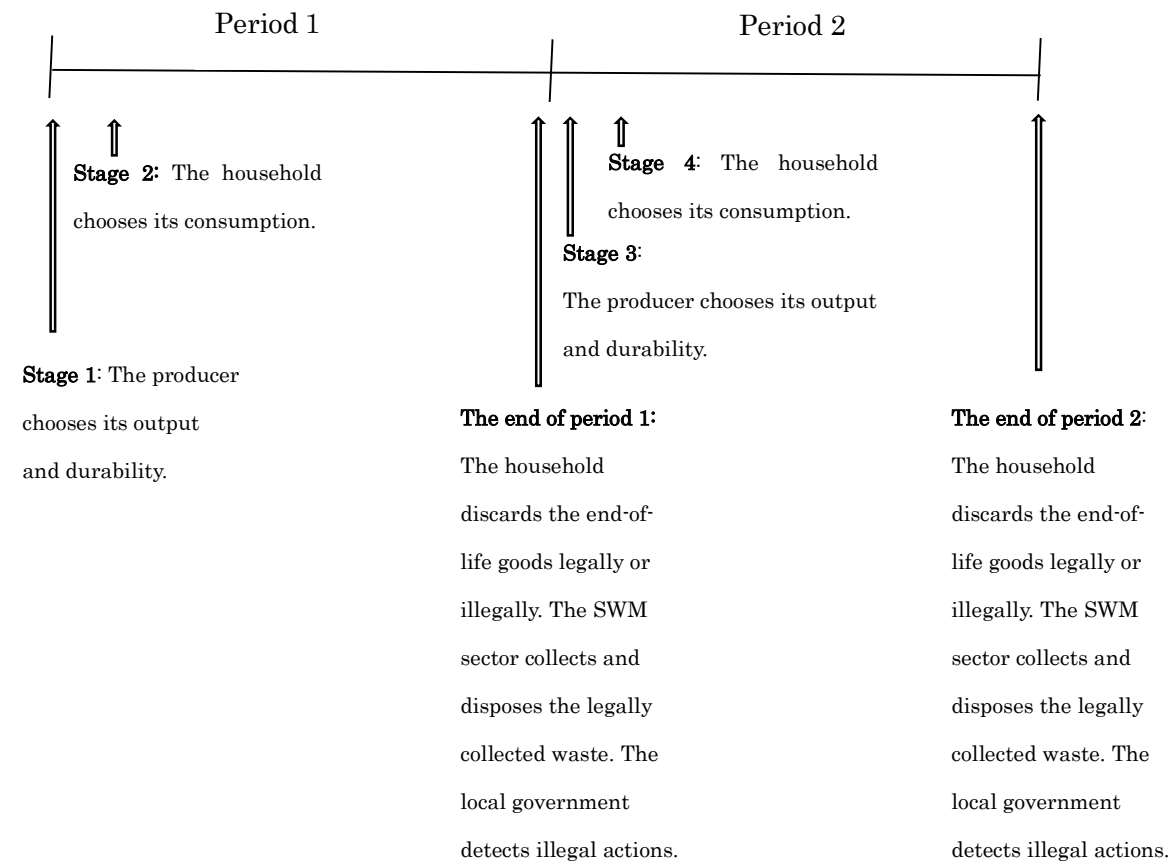 Period 1
Period 2
Stage 2: The household
chooses its consumption.
Stage 4: The household
chooses its consumption.
Stage 3:
The producer chooses its output
and durability.
Stage 1: The producer
chooses its output
and durability.
The end of period 1:
The household
discards the end-of-
life goods legally or
illegally. The SWM
sector collects and
disposes the legally
collected waste. The
local government
detects illegal actions.
The end of period 2:
The household
discards the end-of-
life goods legally or
illegally. The SWM
sector collects and
disposes the legally
collected waste. The
local government
detects illegal actions.